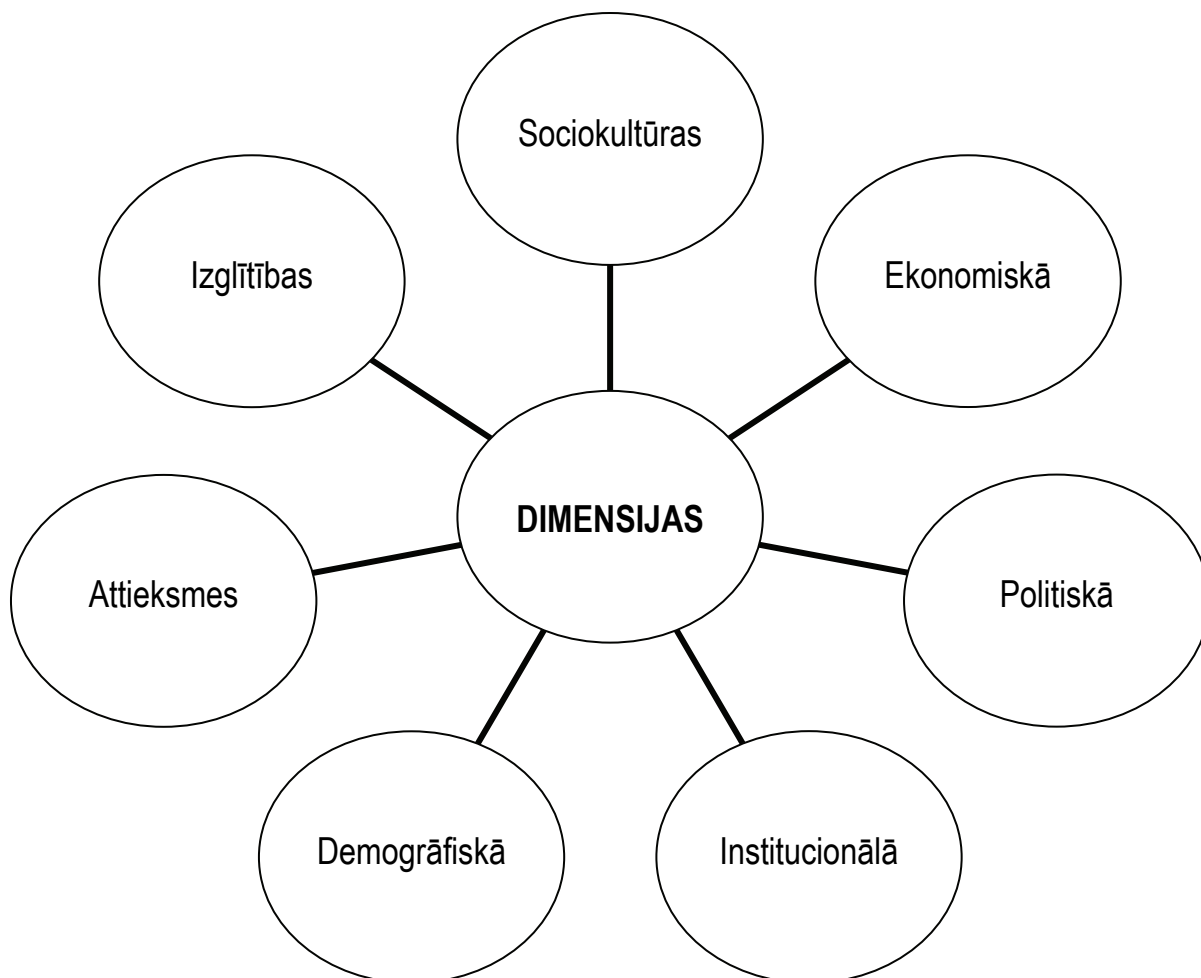 Sociokultūras
Izglītības
Ekonomiskā
DIMENSIJAS
Attieksmes
Politiskā
Demogrāfiskā
Institucionālā